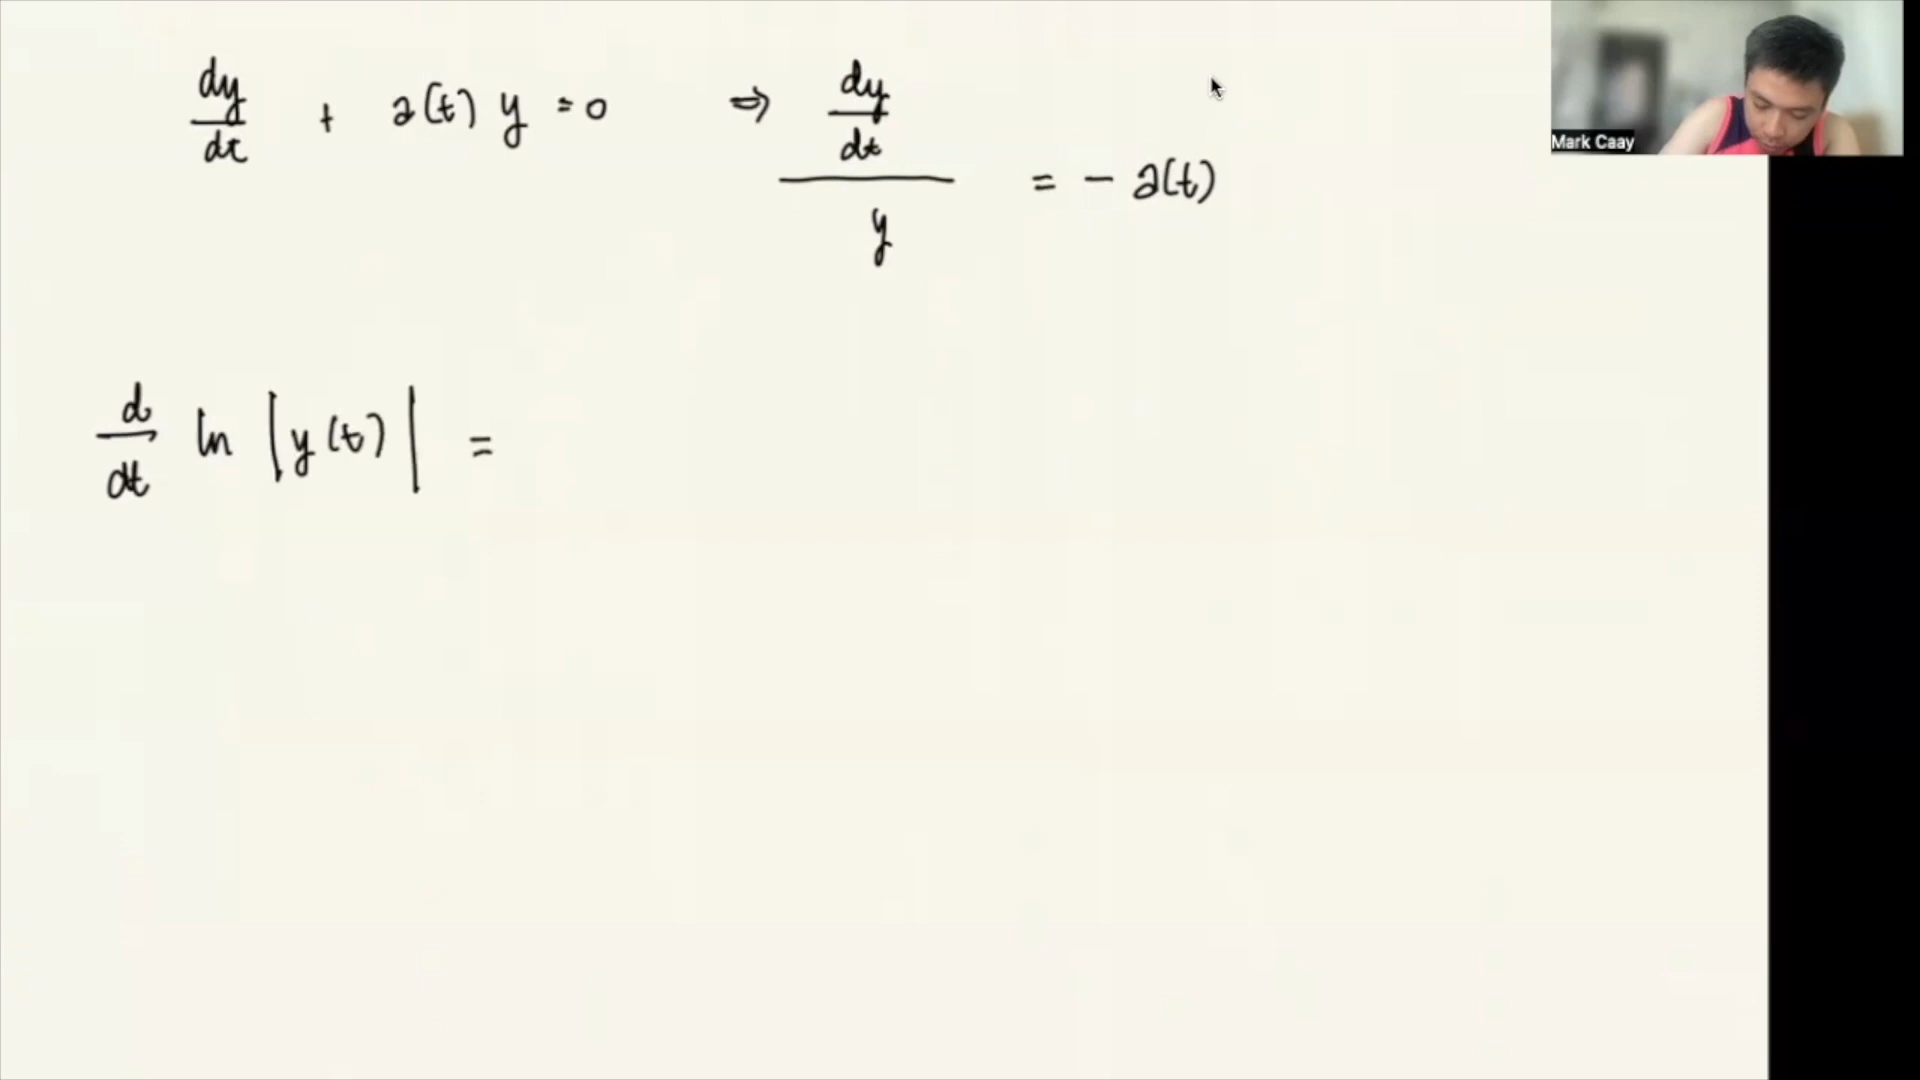 dy/dt + a(t) y = 0 ⇒ (dy/dt)/y = - a(t)
Mark Caay
d/dt ln |y(t)| =